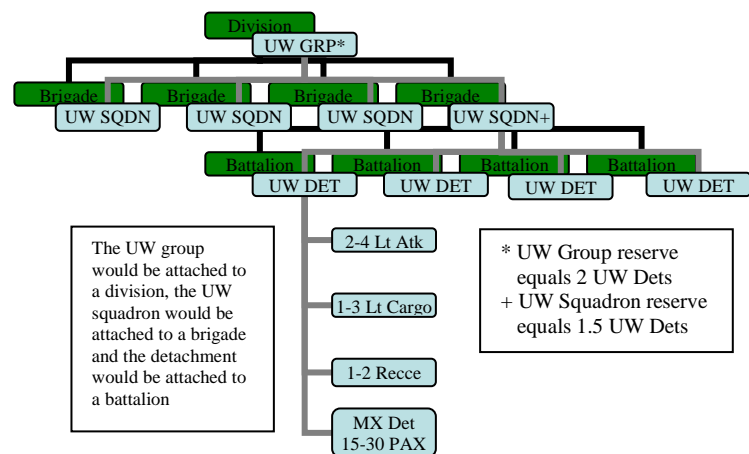 Division
UW GRP*
Brigade
Brigade
Brigade
Brigade
UW SQDN
UW SQDN
UW SQDN
UW SQDN+
Battalion
Battalion
Battalion
Battalion
UW DET
UW DET
UW DET
UW DET
2-4 Lt Atk
1-3 Lt Cargo
1-2 Recce
MX Det
15-30 PAX
The UW group
would be attached to
a division, the UW
squadron would be
attached to a brigade
and the detachment
would be attached to
a battalion
* UW Group reserve
equals 2 UW Dets
+ UW Squadron reserve
equals 1.5 UW Dets